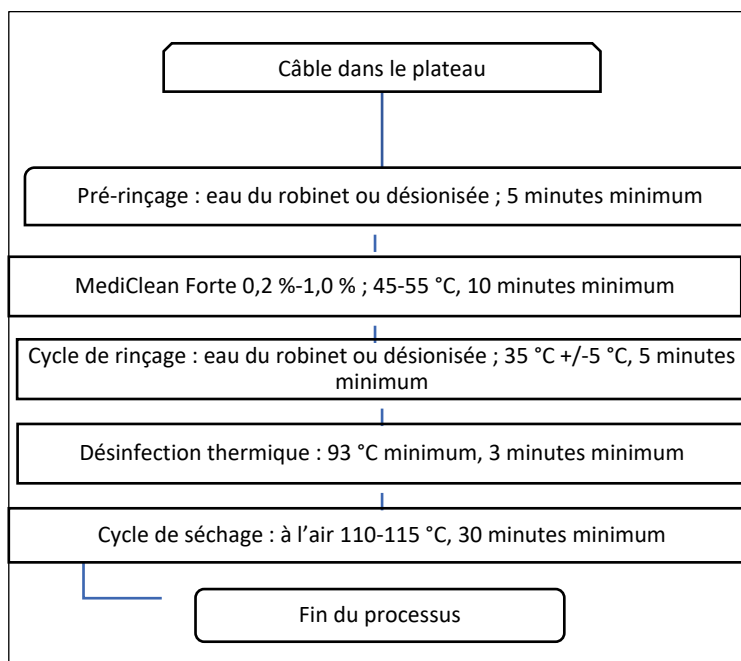 Câble dans le plateau
Pré-rinçage : eau du robinet ou désionisée ; 5 minutes minimum
MediClean Forte 0,2 %-1,0 % ; 45-55 °C, 10 minutes minimum
Cycle de rinçage : eau du robinet ou désionisée ; 35 °C +/-5 °C, 5 minutes
minimum
Désinfection thermique : 93 °C minimum, 3 minutes minimum
Cycle de séchage : à l’air 110-115 °C, 30 minutes minimum
Fin du processus